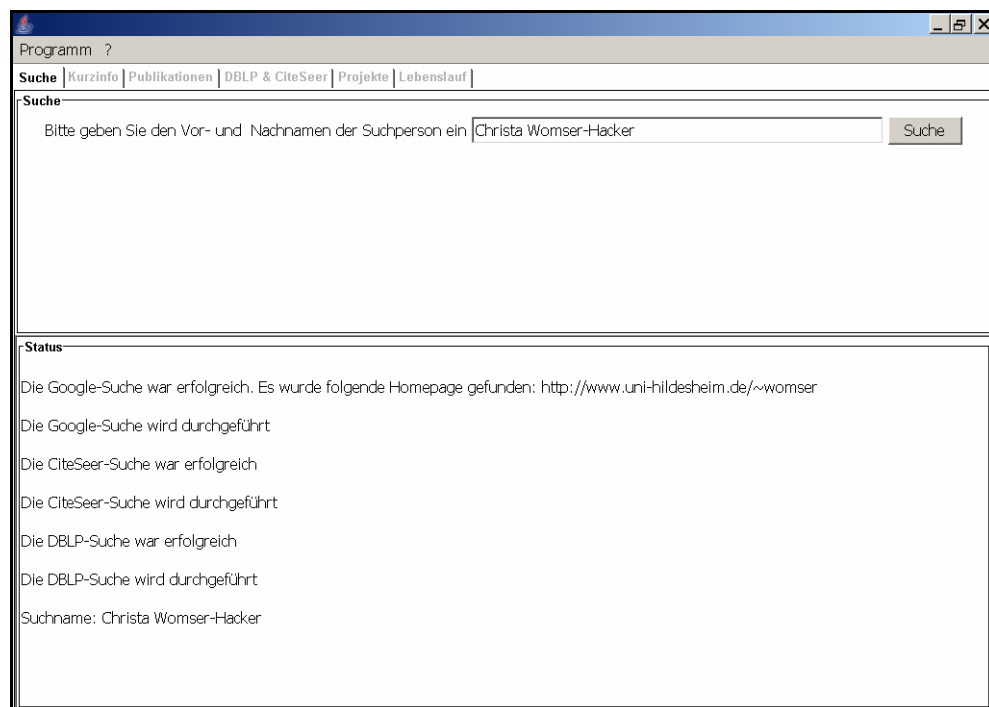 Programm ?
Suche Kurzinfo Publikationen DBLP & CiteSeer Projekte Lebenslauf
Suche
Bitte geben Sie den Vor- und Nachnamen der Suchperson ein Christa Womser-Hacker Suche
Status
Die Google-Suche war erfolgreich. Es wurde folgende Homepage gefunden: http://www.uni-hildesheim.de/~womser
Die Google-Suche wird durchgeführt
Die CiteSeer-Suche war erfolgreich
Die CiteSeer-Suche wird durchgeführt
Die DBLP-Suche war erfolgreich
Die DBLP-Suche wird durchgeführt
Suchname: Christa Womser-Hacker